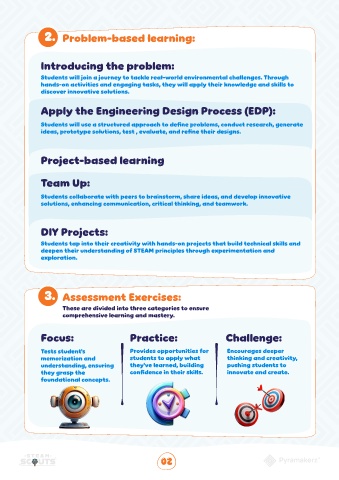 2. Problem-based learning:
Introducing the problem:
Students will join a journey to tackle real-world environmental challenges. Through
hands-on activities and engaging tasks, they will apply their knowledge and skills to
discover innovative solutions.
Apply the Engineering Design Process (EDP):
Students will use a structured approach to define problems, conduct research, generate
ideas, prototype solutions, test , evaluate, and refine their designs.
Project-based learning
Team Up:
Students collaborate with peers to brainstorm, share ideas, and develop innovative
solutions, enhancing communication, critical thinking, and teamwork.
DIY Projects:
Students tap into their creativity with hands-on projects that build technical skills and
deepen their understanding of STEAM principles through experimentation and
exploration.
3. Assessment Exercises:
These are divided into three categories to ensure
comprehensive learning and mastery.
Focus:
Tests student's
memorization and
understanding, ensuring
they grasp the
foundational concepts.
Practice:
Provides opportunities for
students to apply what
they've learned, building
confidence in their skills.
Challenge:
Encourages deeper
thinking and creativity,
pushing students to
innovate and create.
STEAM
SCOUTS
02